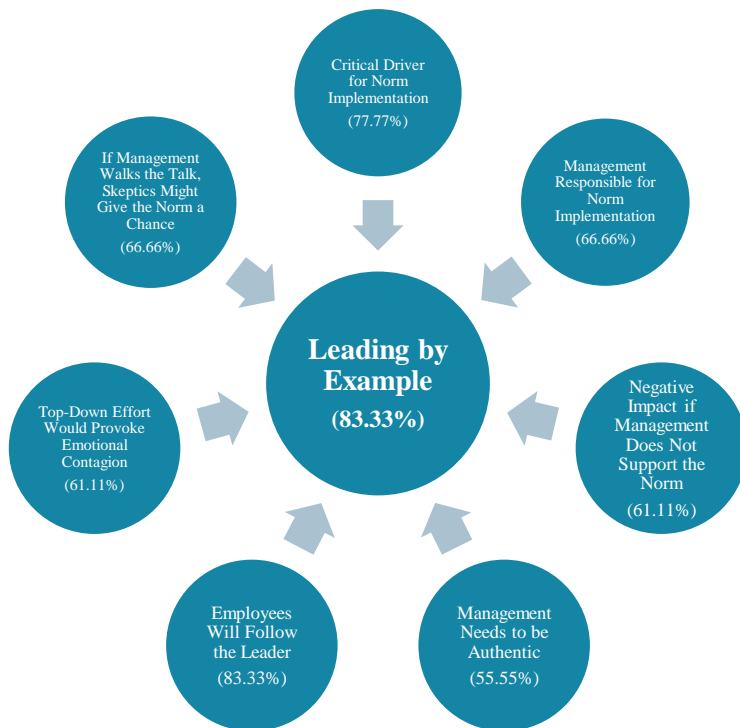 Critical Driver
for Norm
Implementation
(77.77%)
If Management
Walks the Talk,
Skeptics Might
Give the Norm a
Chance
(66.66%)
Management
Responsible for
Norm
Implementation
(66.66%)
Leading by
Example
(83.33%)
Top-Down Effort
Would Provoke
Emotional
Contagion
(61.11%)
Negative
Impact if
Management
Does Not
Support the
Norm
(61.11%)
Employees
Will Follow
the Leader
(83.33%)
Management
Needs to be
Authentic
(55.55%)